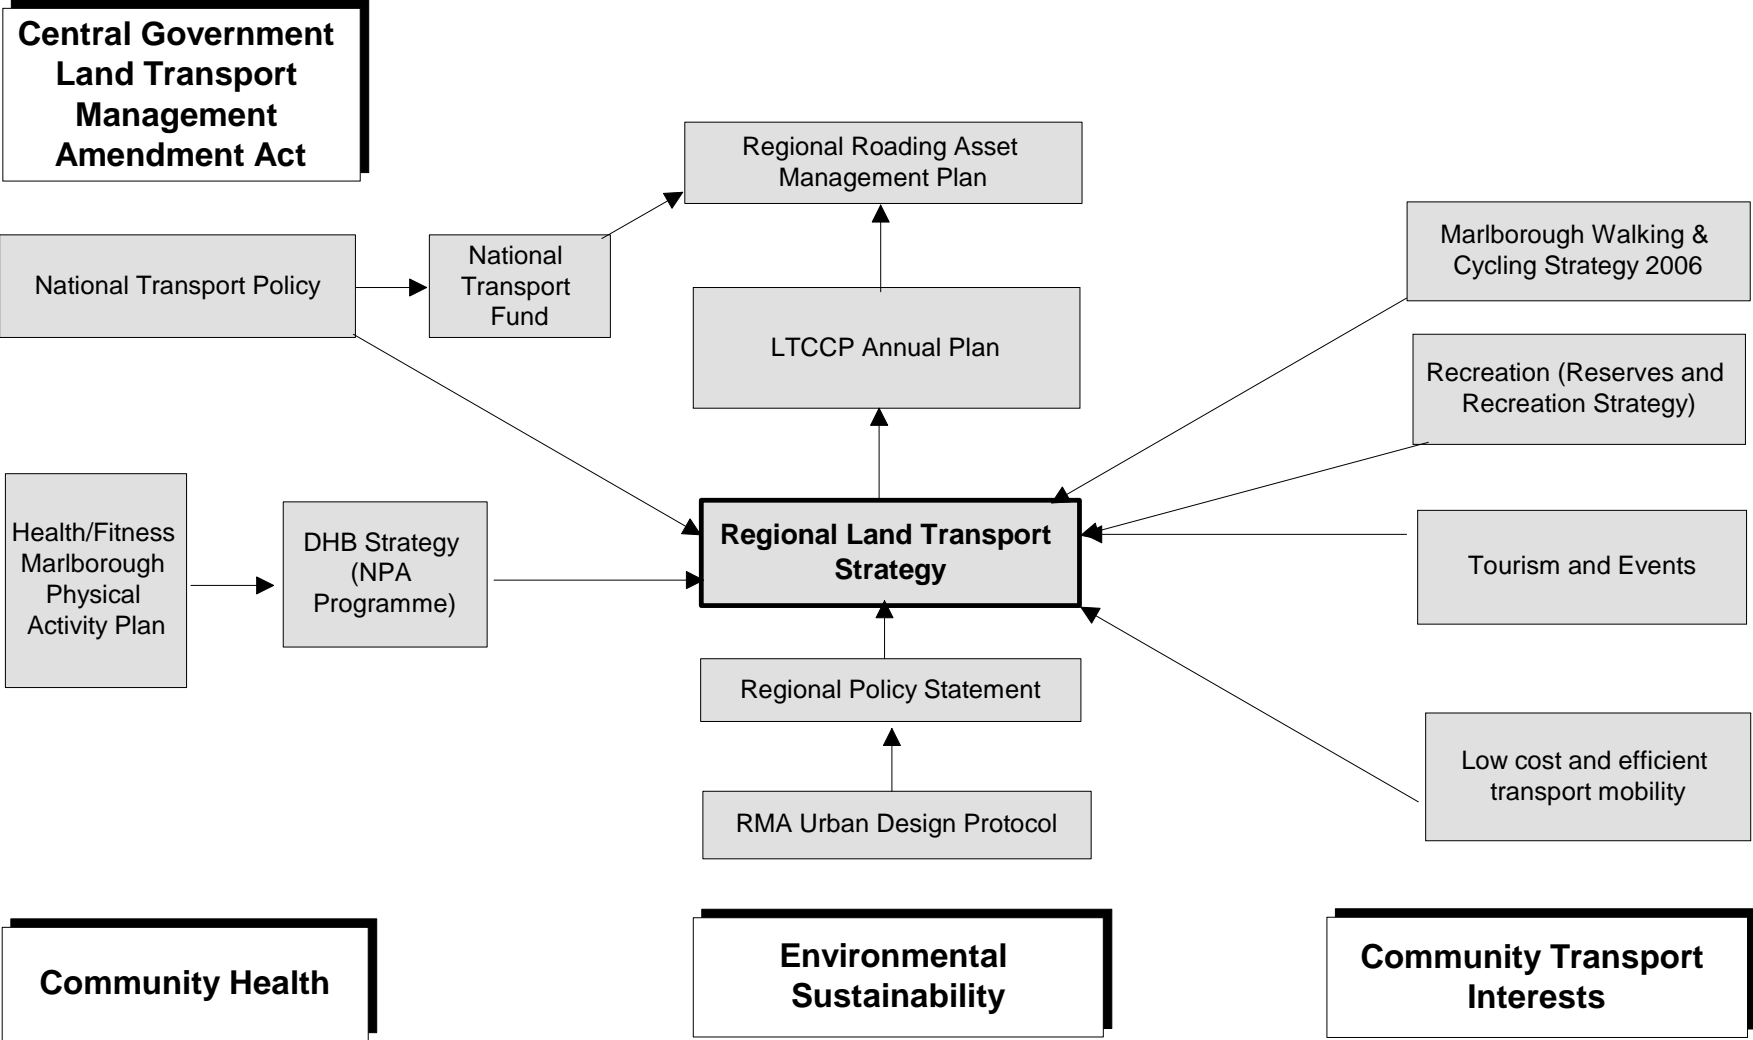 Central Government
Land Transport
Management
Amendment Act
Regional Roading Asset
Management Plan
National Transport Policy
National
Transport
Fund
Marlborough Walking &
Cycling Strategy 2006
LTCCP Annual Plan
Recreation (Reserves and
Recreation Strategy)
Health/Fitness
Marlborough
Physical
Activity Plan
DHB Strategy
(NPA
Programme)
Regional Land Transport
Strategy
Tourism and Events
Regional Policy Statement
Low cost and efficient
transport mobility
RMA Urban Design Protocol
Community Health
Environmental
Sustainability
Community Transport
Interests